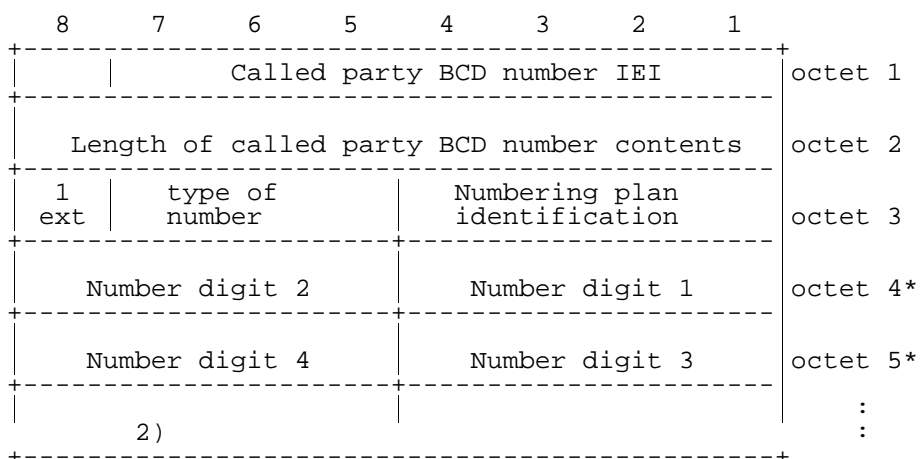 8 7 6 5 4 3 2 1
Called party BCD number IEI octet 1
Length of called party BCD number contents octet 2
1 type of Numbering plan
ext number identification octet 3
Number digit 2 Number digit 1 octet 4*
Number digit 4 Number digit 3 octet 5*
:
2) :